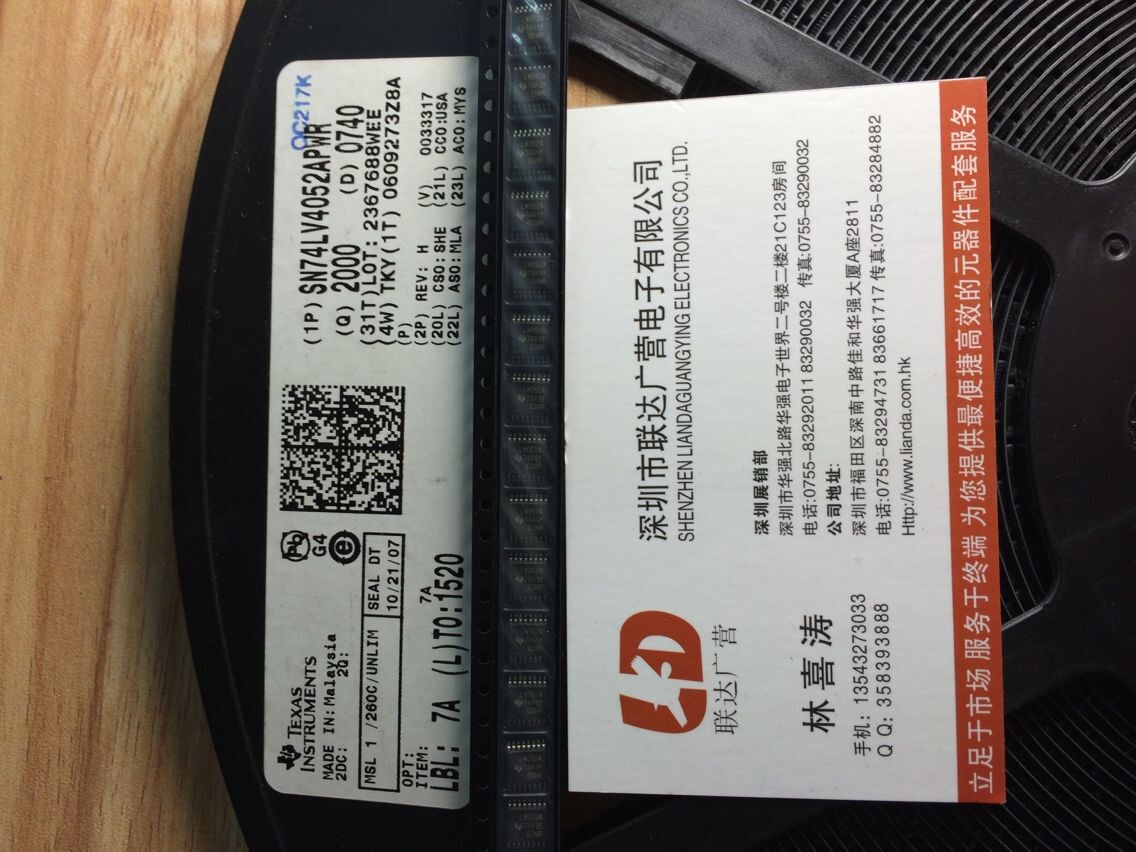 TEXAS
INSTRUMENTS
MADE IN: Malaysia
2DC: 2Q:
MSL 1 /260C/UNLIM
SEAL DT
10/21/07
OPT:
ITEM: 7A
LBL: 7A (L)TO:1520
Pb
G4
e
QC217K
(1P) SN74LV4052APWR
(Q) 2000 (D) 0740
(31T)LOT: 2367688WEE
(4W) TKY(1T) 0609273Z8A
(P)
(2P) REV: H (V) 0033317
(20L) CSO: SHE (21L) CCO:USA
(22L) ASO: MLA (23L) ACO: MYS
LD
联达广营
深圳市联达广营电子有限公司
SHENZHEN LIANDAGUANGYING ELECTRONICS CO.,LTD.
林喜涛
手机: 13543273033
Q Q: 358393888
深圳展销部
深圳市华强北路华强电子世界二号楼二楼21C123房间
电话:0755-83292011 83290032 传真:0755-83290032
公司地址:
深圳市福田区深南中路佳和华强大厦A座2811
电话:0755-83294731 83661717 传真:0755-83284882
Http://www.lianda.com.hk
立足于市场 服务于终端 为您提供最便捷高效的元器件配套服务